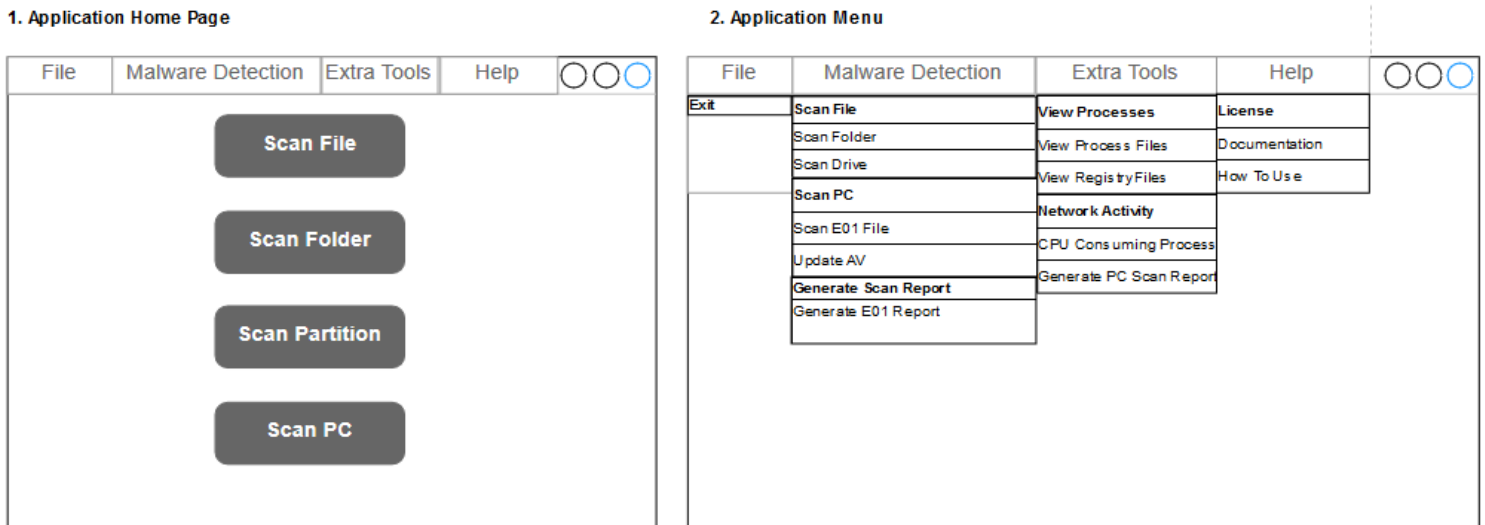 1. Application Home Page
File Malware Detection Extra Tools Help
Scan File
Scan Folder
Scan Partition
Scan PC
2. Application Menu
File Malware Detection Extra Tools Help
Exit
Scan File
Scan Folder
Scan Drive
Scan PC
Scan E01 File
Update AV
Generate Scan Report
Generate E01 Report
View Processes
View Process Files
View Registry Files
Network Activity
CPU Consuming Process
Generate PC Scan Report
License
Documentation
How To Use